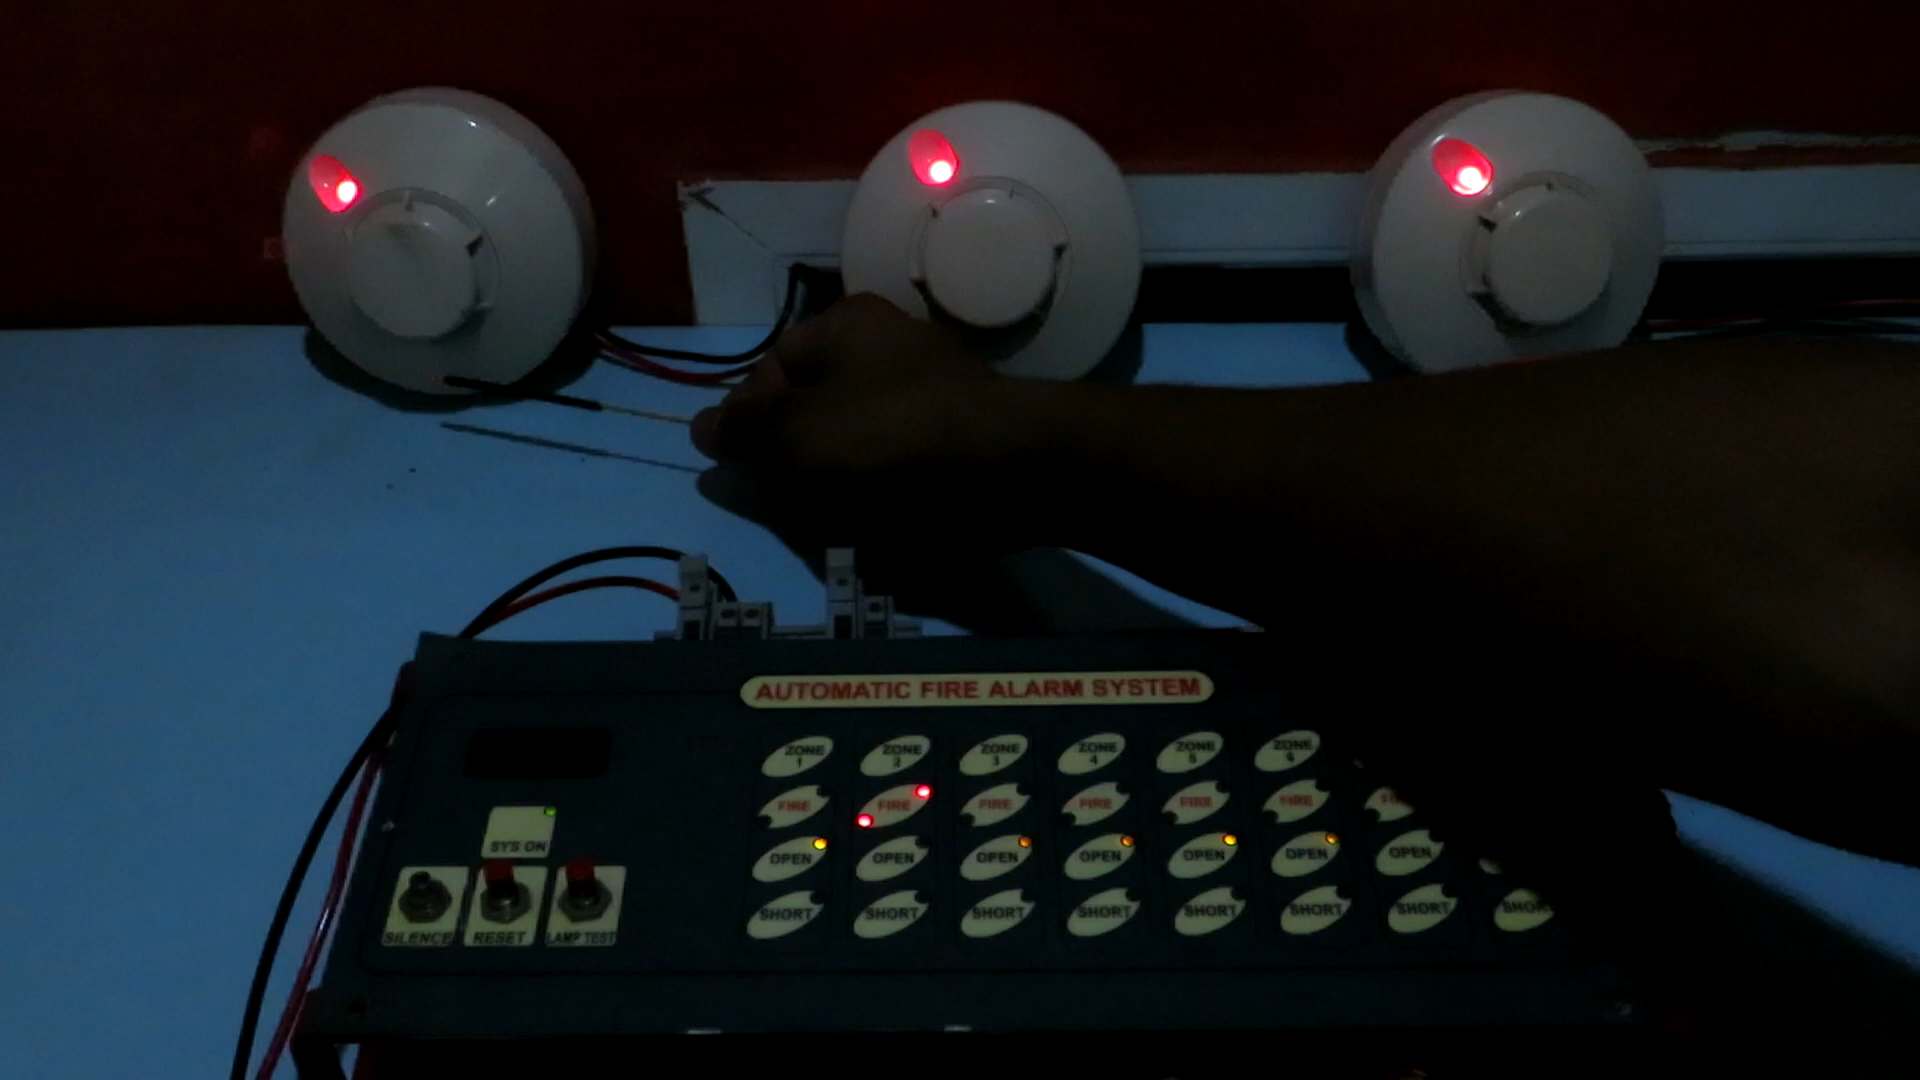 AUTOMATIC FIRE ALARM SYSTEM
ZONE 1 ZONE 2 ZONE 3 ZONE 4 ZONE 5 ZONE 6
FIRE FIRE FIRE FIRE FIRE FIRE
SYS ON
OPEN OPEN OPEN OPEN OPEN OPEN OPEN
SHORT SHORT SHORT SHORT SHORT SHORT SHORT
SILENCE RESET LAMP TEST